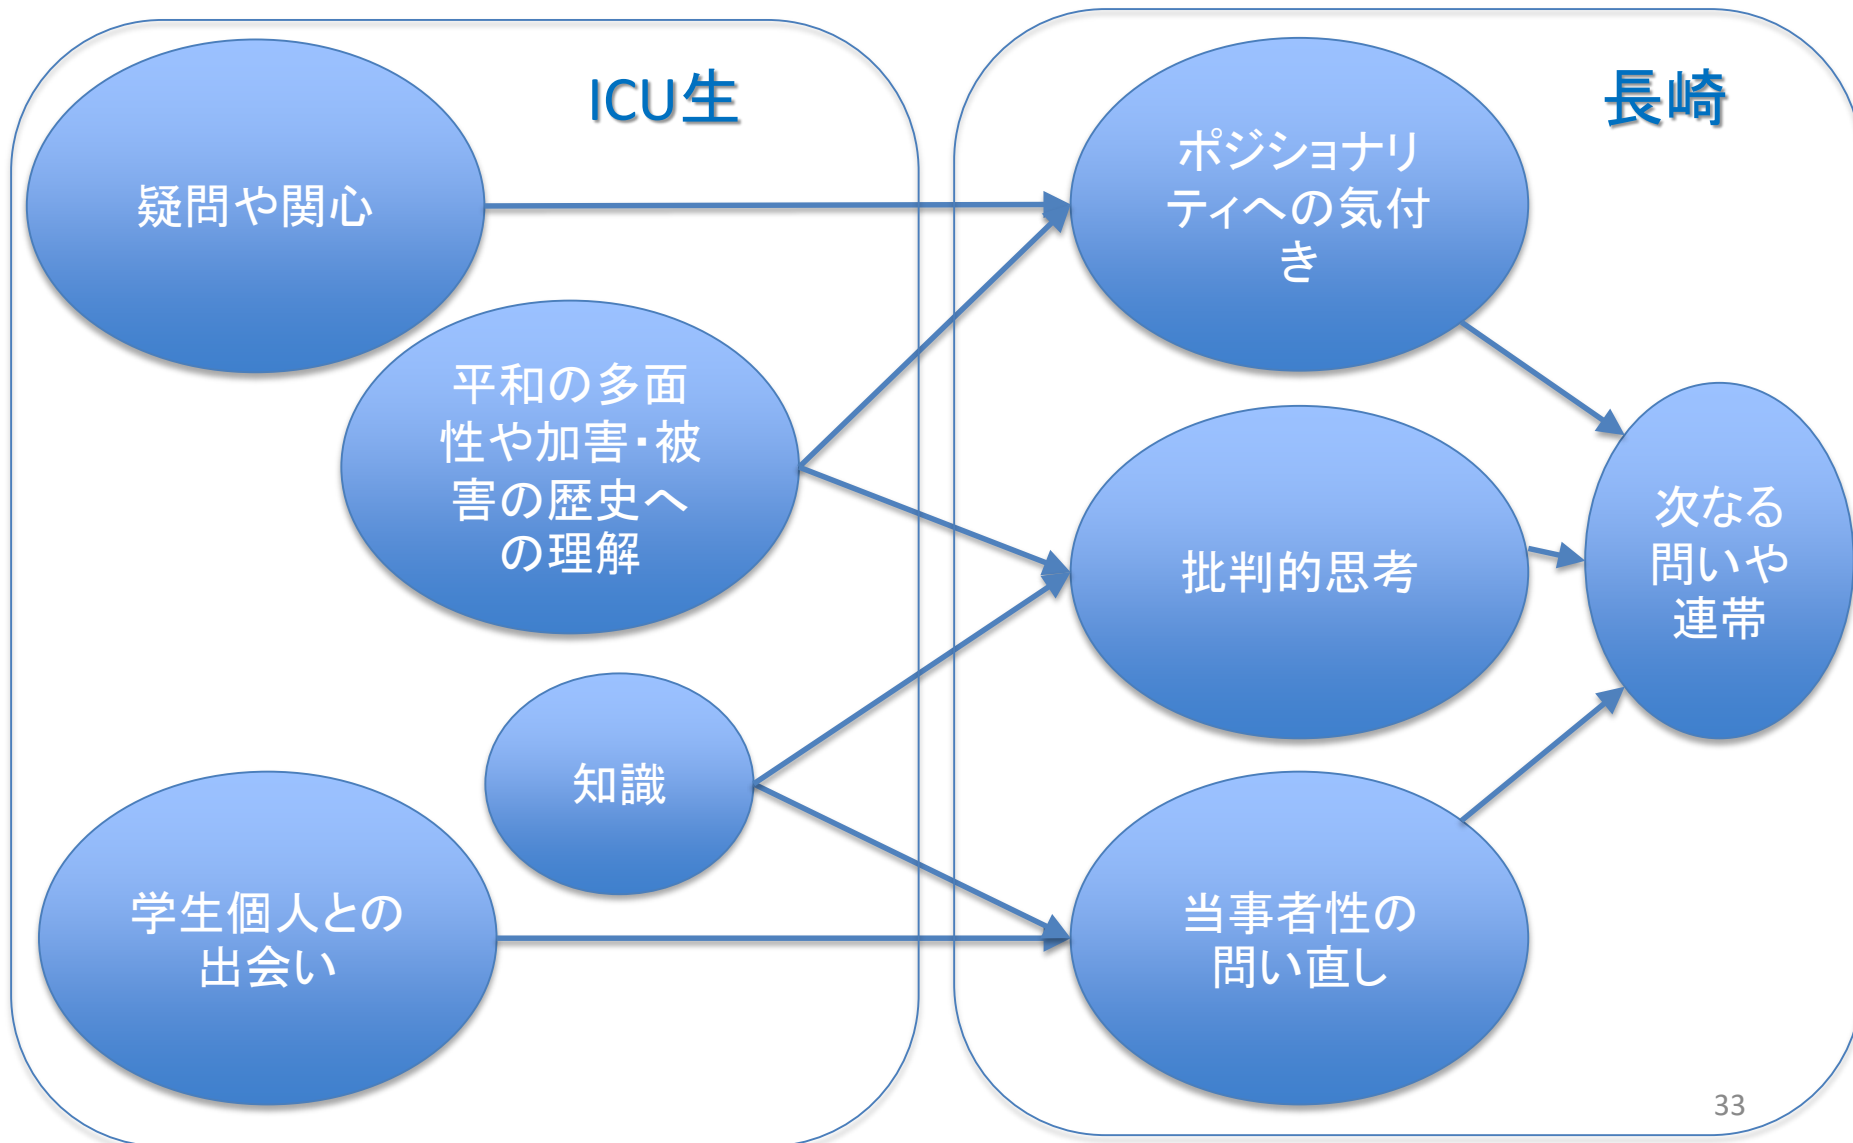 ICU生
疑問や関心
平和の多面
性や加害・被
害の歴史へ
の理解
知識
学生個人との
出会い
長崎
ポジショナリ
ティへの気付
き
批判的思考
当事者性の
問い直し
次なる
問いや
連帯
33